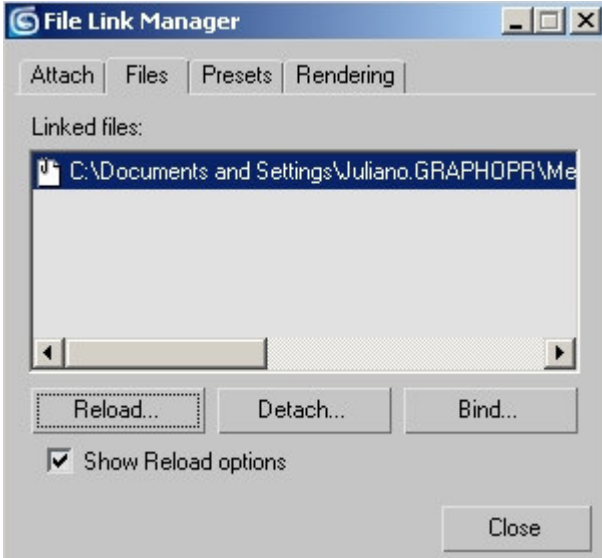 File Link Manager
Attach Files Presets Rendering
Linked files:
C:\Documents and Settings\Juliano.GRAPHOPR\Me
Reload... Detach... Bind...
Show Reload options
Close